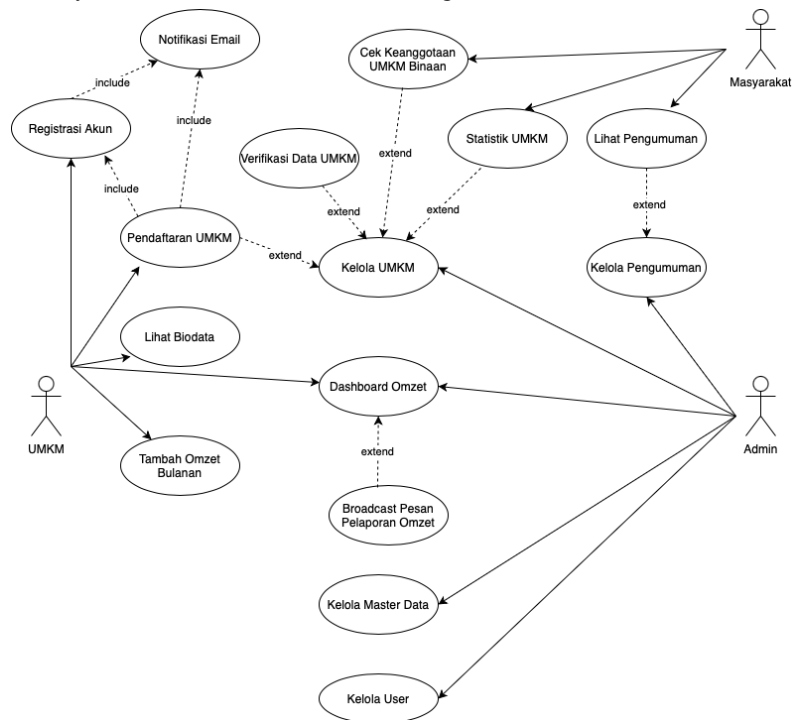 Notifikasi Email
Cek Keanggotaan
UMKM Binaan
Masyarakat
include
Registrasi Akun
include
Verifikasi Data UMKM
extend
Statistik UMKM
Lihat Pengumuman
include
extend
extend
extend
Pendaftaran UMKM
extend
Kelola UMKM
Kelola Pengumuman
Lihat Biodata
Dashboard Omzet
UMKM
Admin
Tambah Omzet
Bulanan
extend
Broadcast Pesan
Pelaporan Omzet
Kelola Master Data
Kelola User